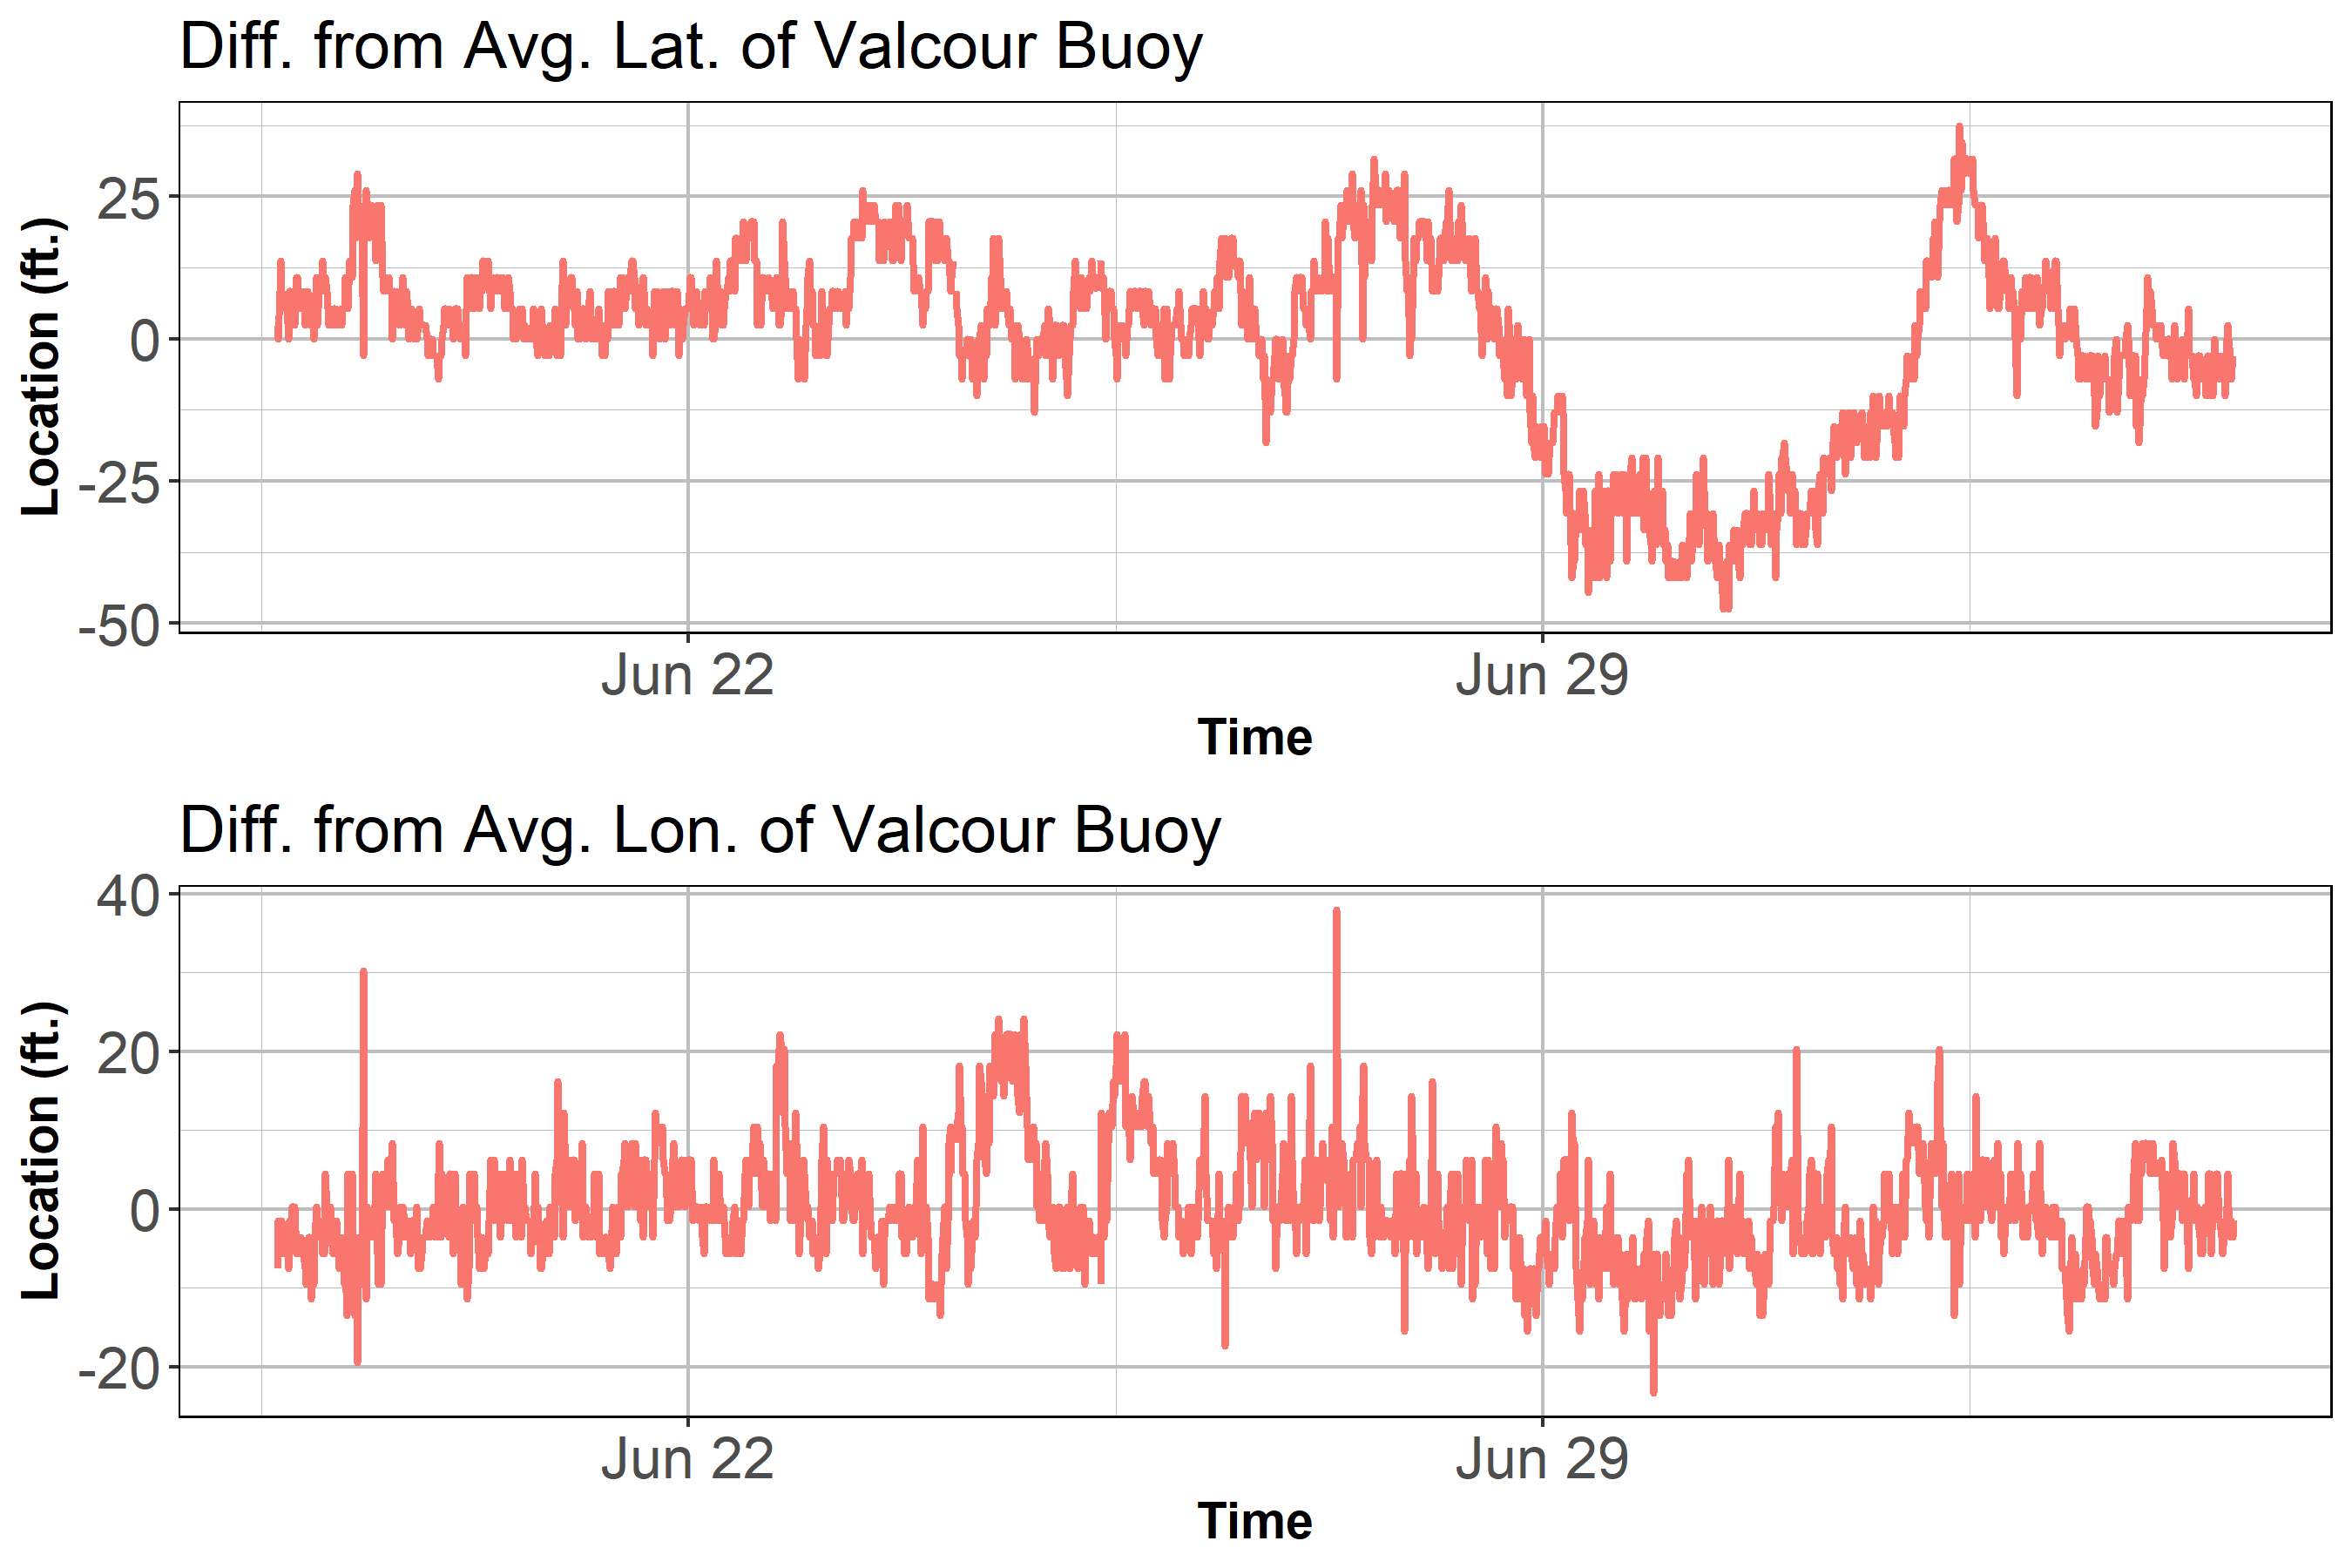 Diff. from Avg. Lat. of Valcour Buoy
Location (ft.)
25
0
-25
-50
Jun 22
Jun 29
Time
Diff. from Avg. Lon. of Valcour Buoy
Location (ft.)
40
20
0
-20
Jun 22
Jun 29
Time